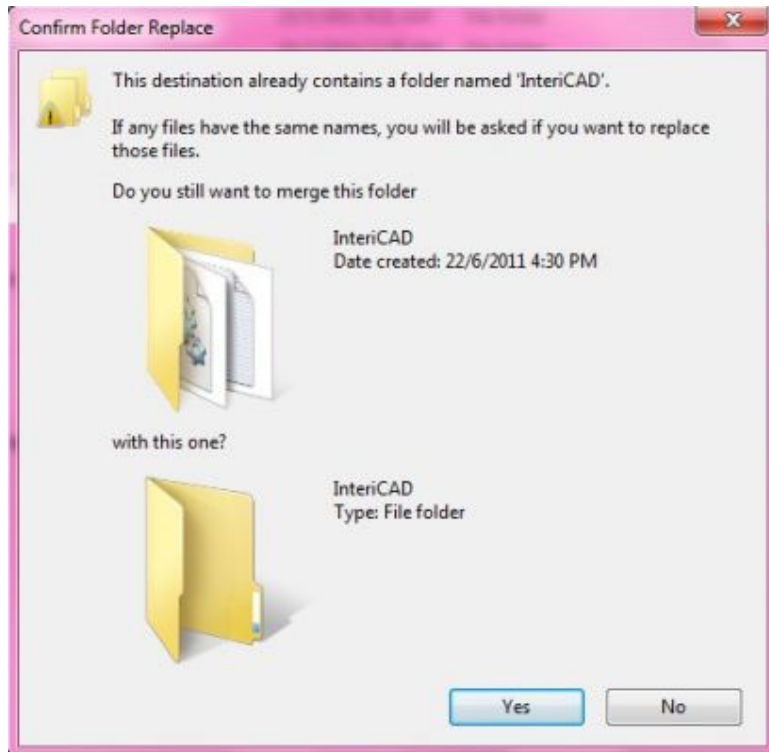 Confirm Folder Replace
This destination already contains a folder named 'InteriCAD'.
If any files have the same names, you will be asked if you want to replace
those files.
Do you still want to merge this folder
InteriCAD
Date created: 22/6/2011 4:30 PM
with this one?
InteriCAD
Type: File folder
Yes
No